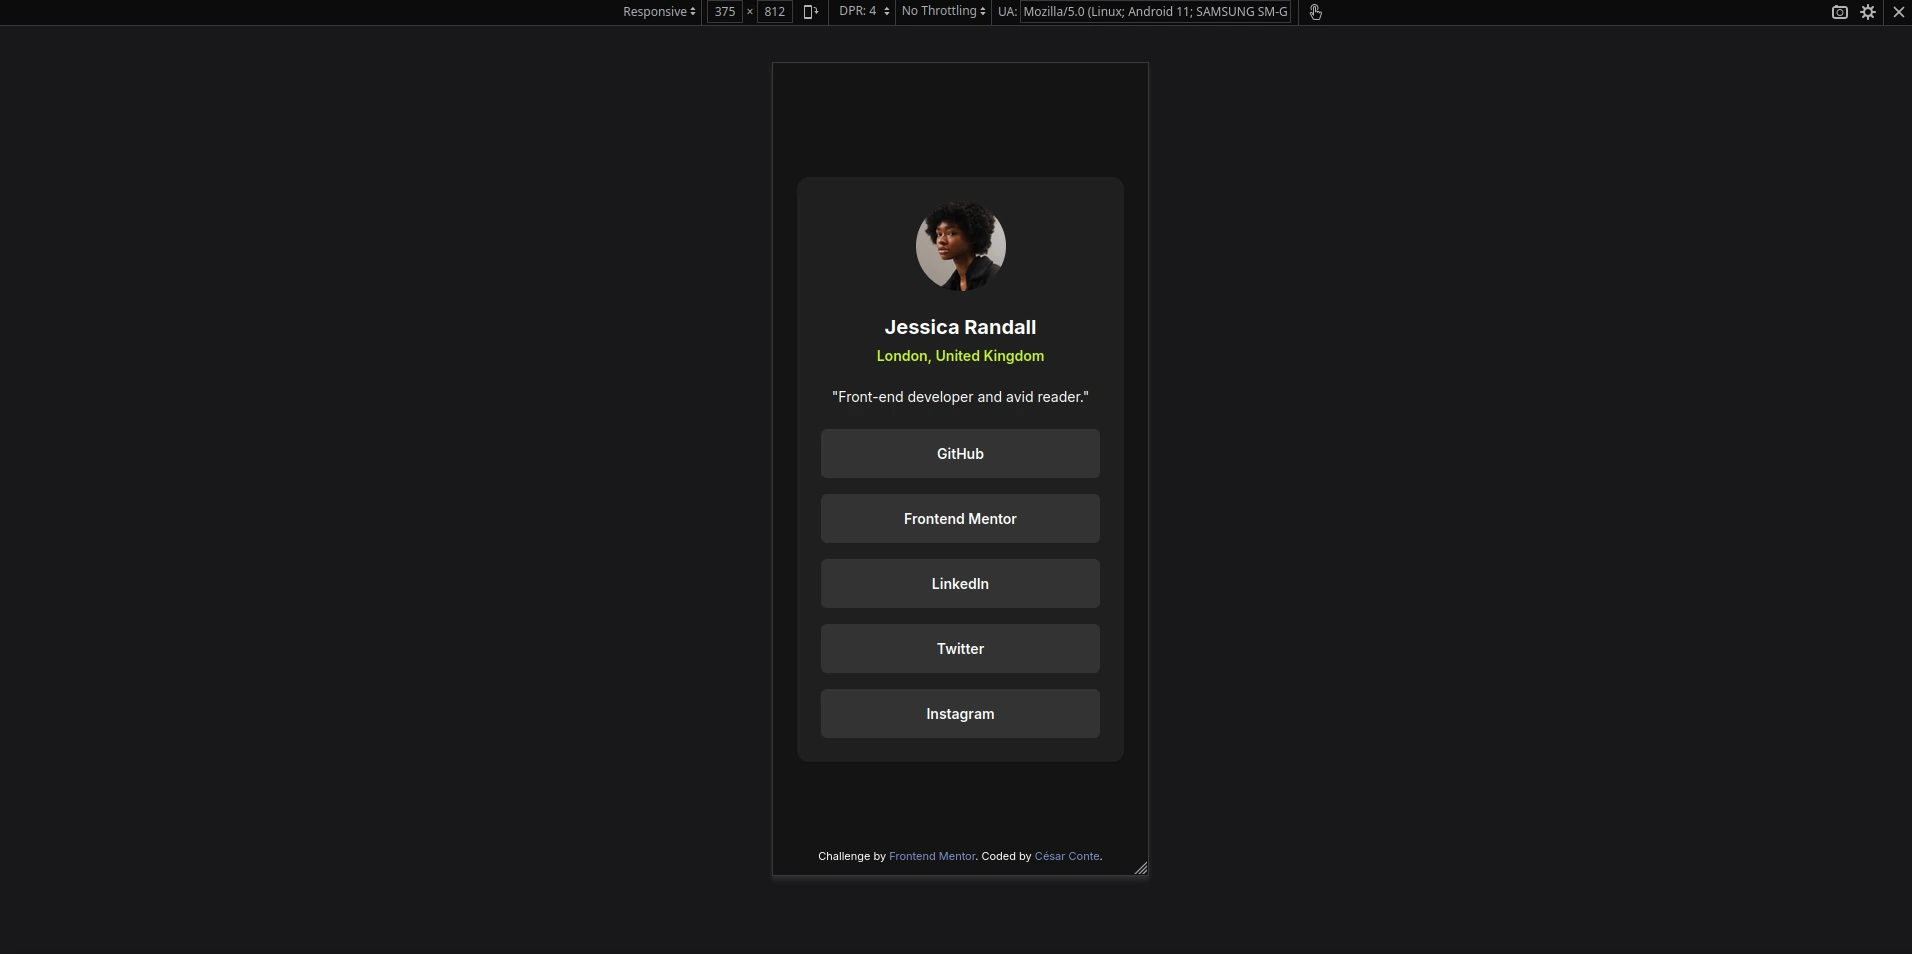 Responsive 375 × 812 DPR: 4 No Throttling UA: Mozilla/5.0 (Linux; Android 11; SAMSUNG SM-G
Jessica Randall
London, United Kingdom
"Front-end developer and avid reader."
GitHub
Frontend Mentor
LinkedIn
Twitter
Instagram
Challenge by Frontend Mentor. Coded by César Conte.